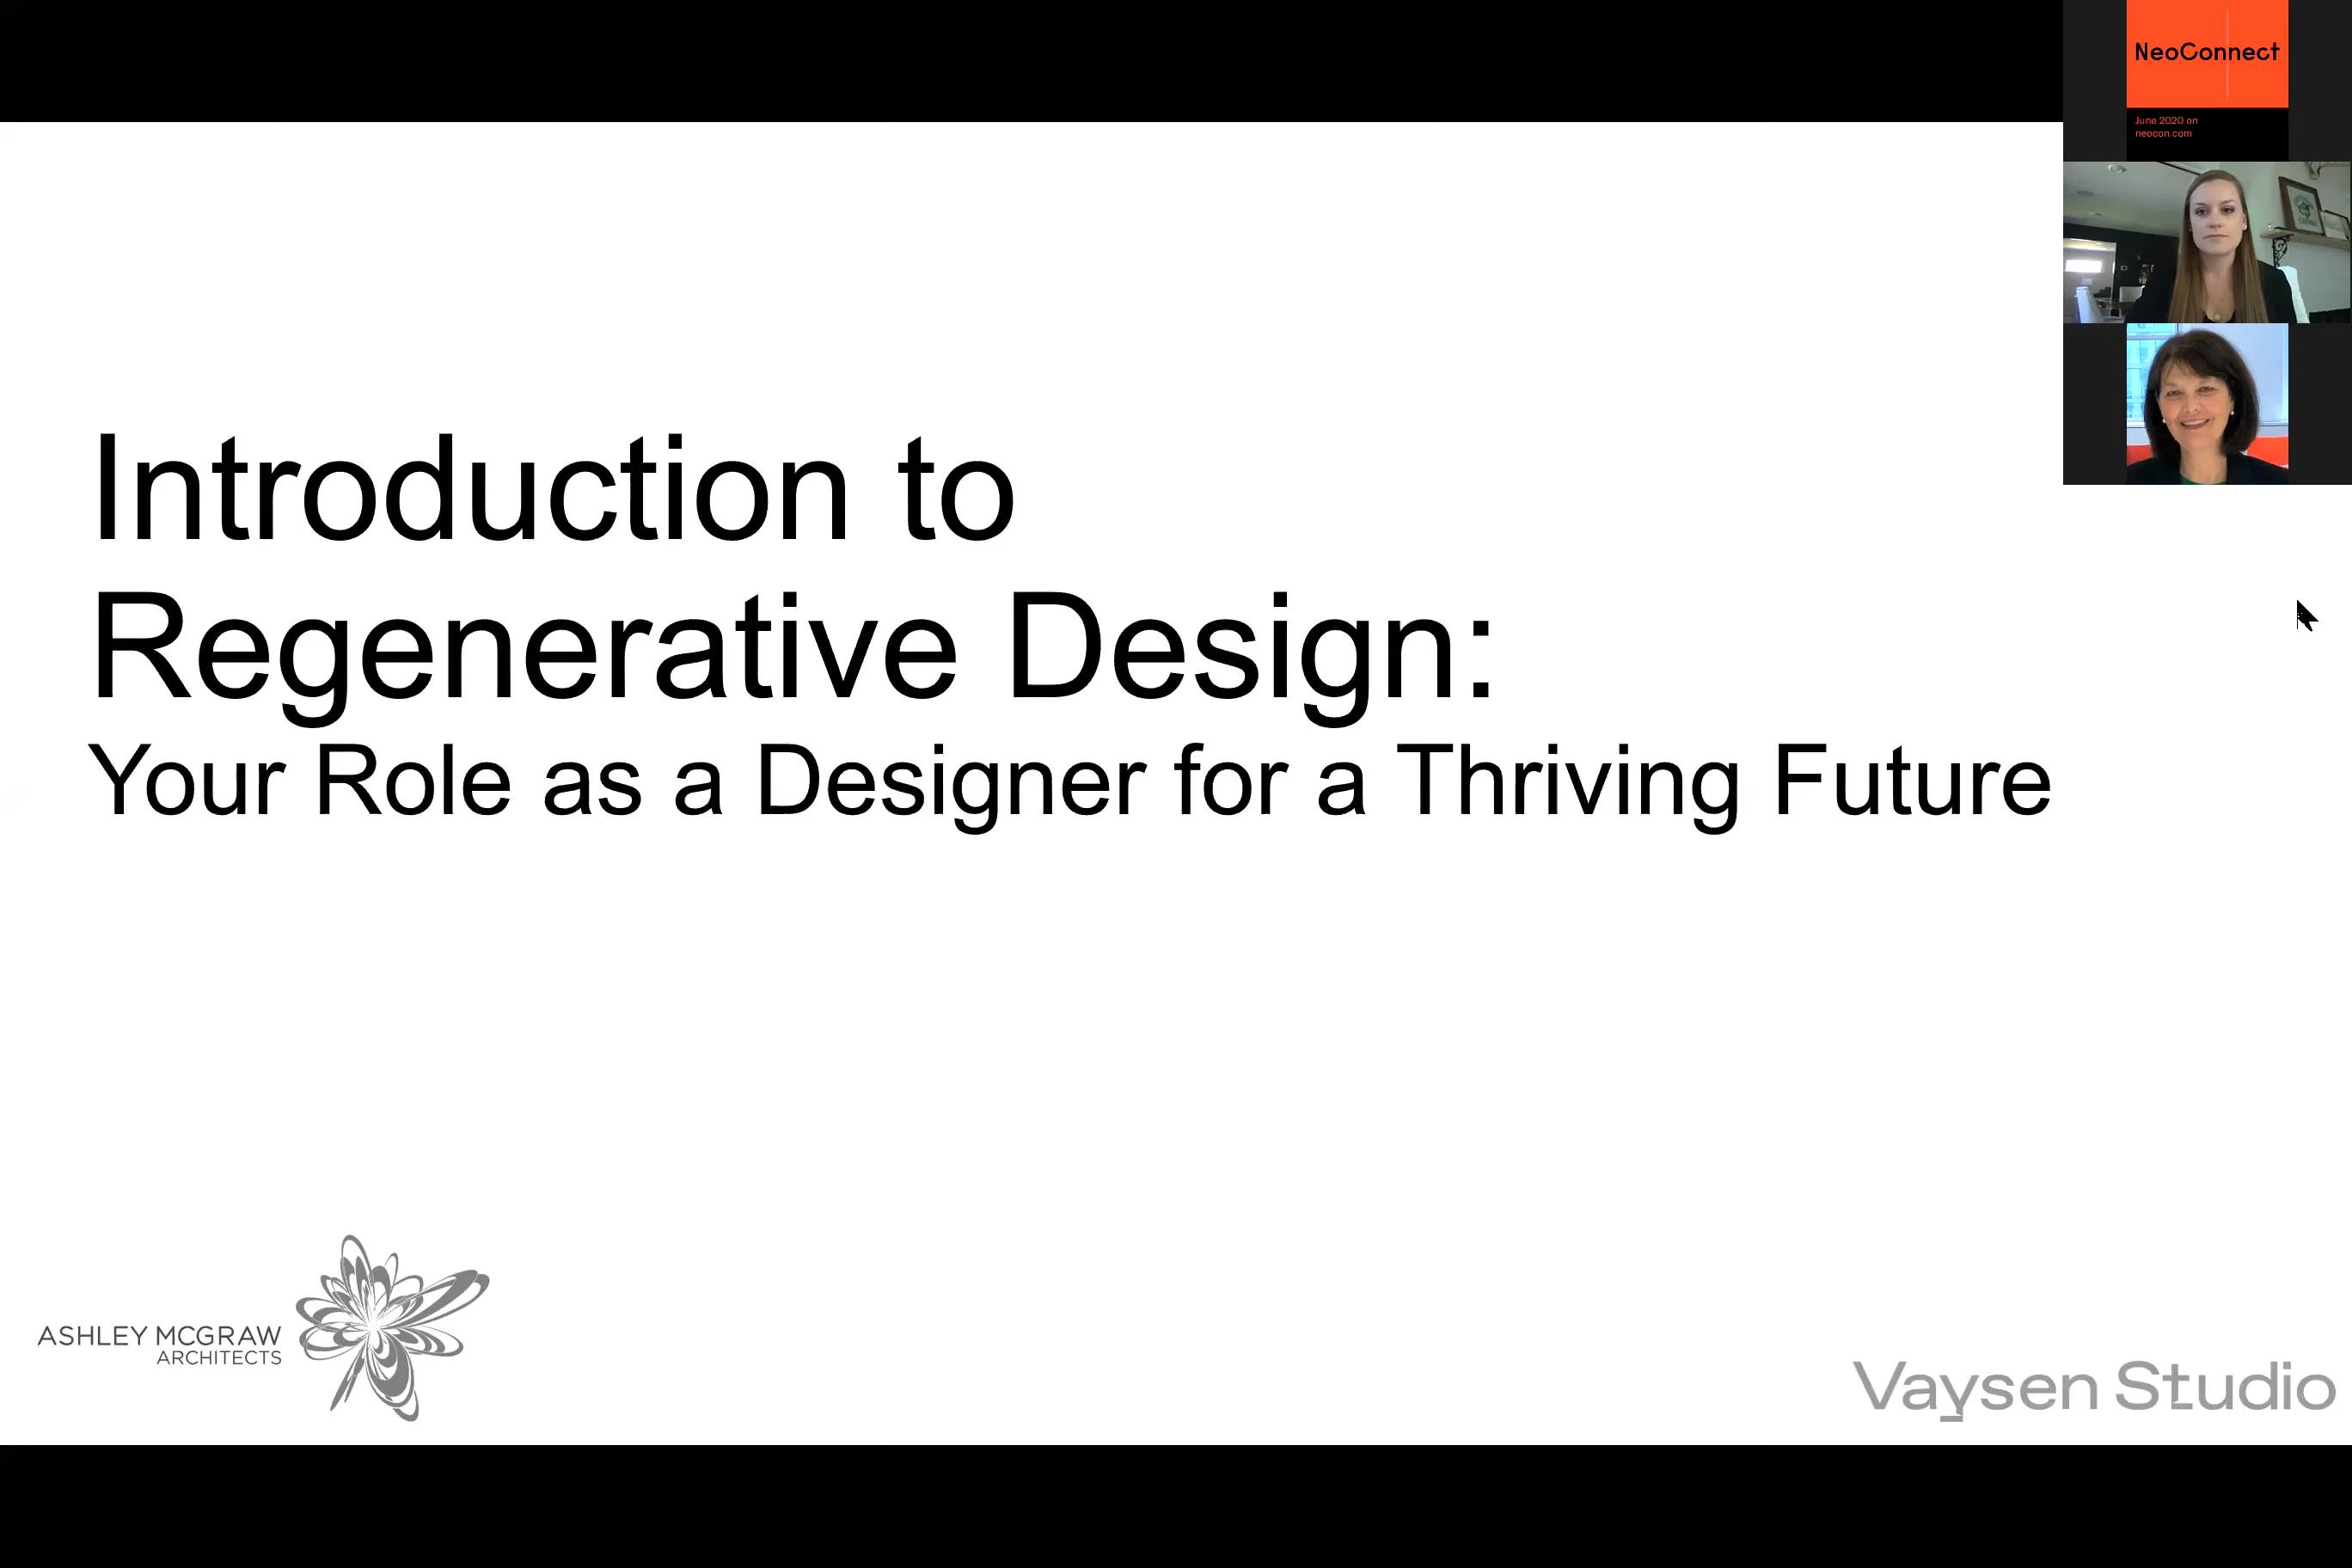 NeoConnect
June 2020 on
neocon.com
Introduction to
Regenerative Design:
Your Role as a Designer for a Thriving Future
ASHLEY MCGRAW
ARCHITECTS
Vaysen Studio